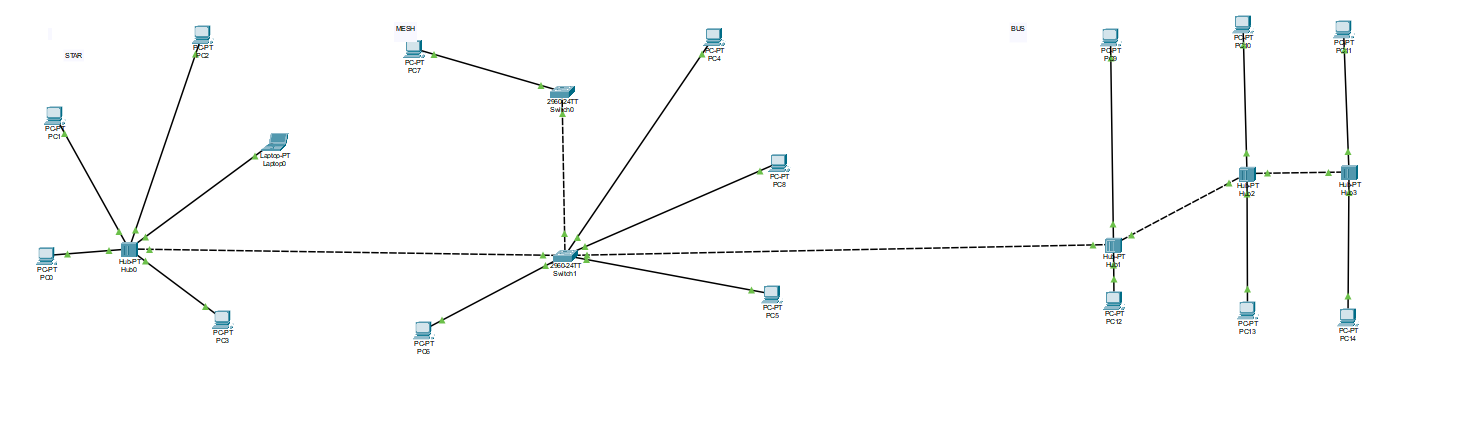 STAR
MESH
BUS
PC-PT
PC2
PC-PT
PC1
Laptop-PT
Laptop0
PC-PT
PC0
Hub-PT
Hub0
PC-PT
PC3
PC-PT
PC7
PC-PT
PC4
2960-24TT
Switch0
PC-PT
PC8
2960-24TT
Switch1
PC-PT
PC5
PC-PT
PC6
PC-PT
PC9
PC-PT
PC10
PC-PT
PC11
Hub-PT
Hub2
Hub-PT
Hub3
Hub-PT
Hub1
PC-PT
PC12
PC-PT
PC13
PC-PT
PC14